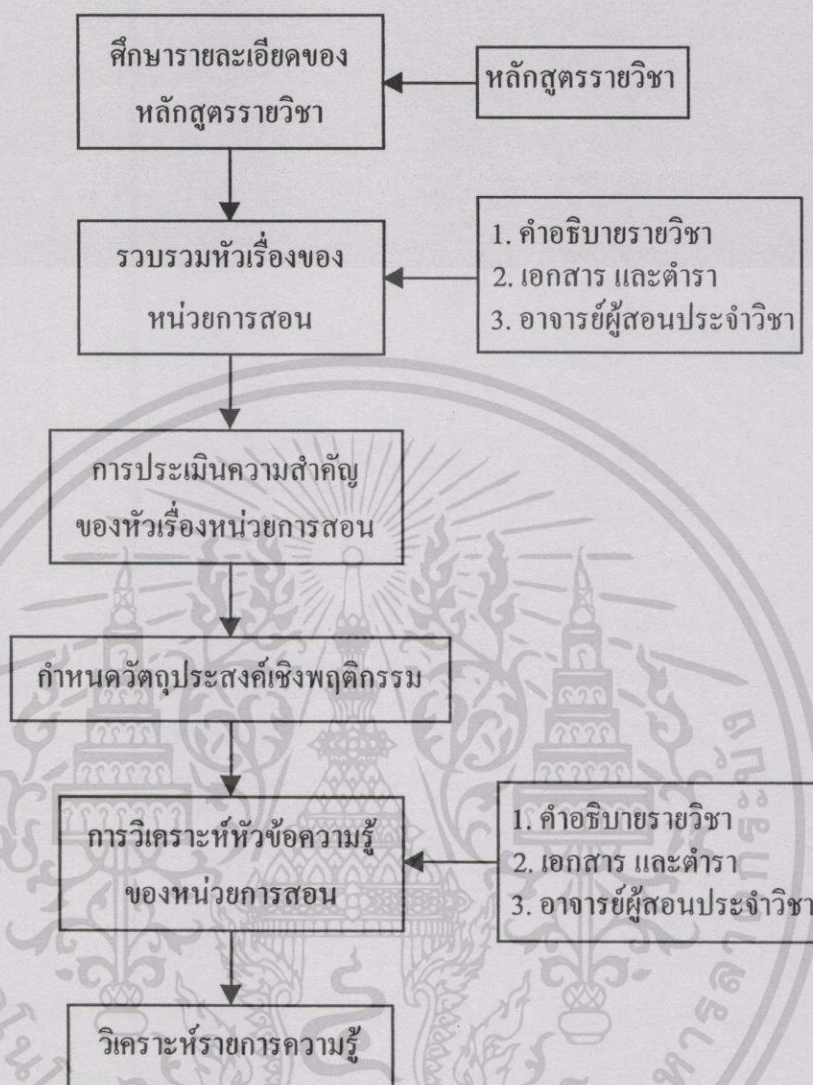 ศึกษารายละเอียดของ
หลักสูตรรายวิชา
หลักสูตรรายวิชา
รวบรวมหัวเรื่องของ
หน่วยการสอน
1. คำอธิบายรายวิชา
2. เอกสาร และตำรา
3. อาจารย์ผู้สอนประจำวิชา
การประเมินความสำคัญ
ของหัวเรื่องหน่วยการสอน
กำหนดวัตถุประสงค์เชิงพฤติกรรม
การวิเคราะห์หัวข้อความรู้
ของหน่วยการสอน
1. คำอธิบายรายวิชา
2. เอกสาร และตำรา
3. อาจารย์ผู้สอนประจำวิชา
วิเคราะห์รายการความรู้